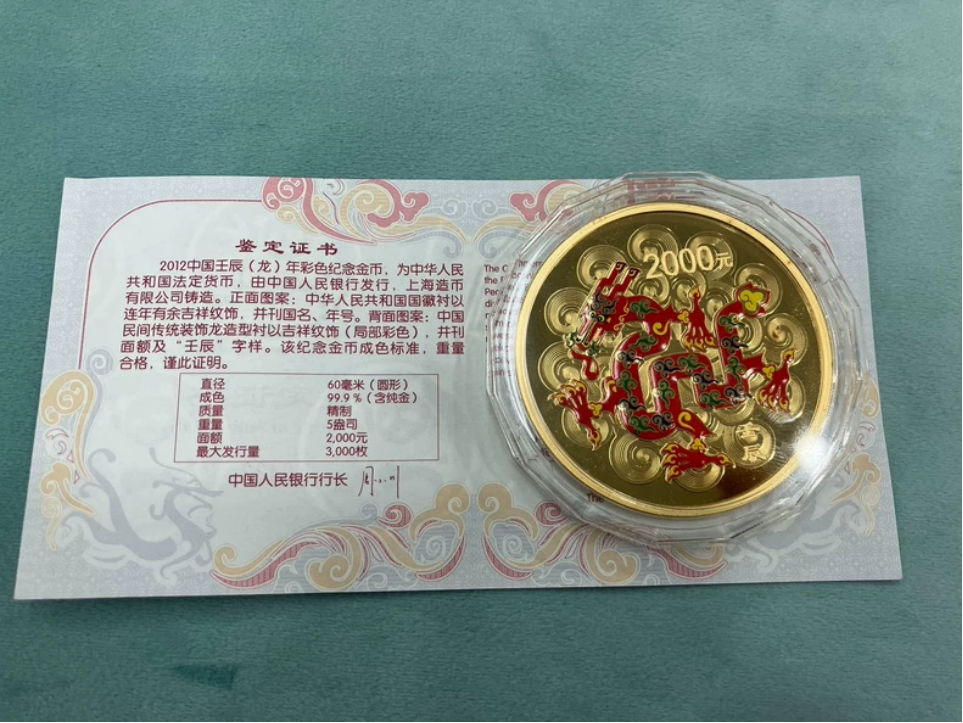 鉴定证书
2012中国壬辰（龙）年彩色纪念金币，为中华人民
共和国法定货币，由中国人民银行发行，上海造币
有限公司铸造。正面图案：中华人民共和国国徽衬以
连年有余吉祥纹饰，并刊国名、年号。背面图案：中国
民间传统装饰龙造型衬以吉祥纹饰（局部彩色），并刊
面额及“壬辰”字样。该纪念金币成色标准，重量
合格，谨此证明。
直径 60毫米（圆形）
成色 99.9％（含纯金）
质量 精制
重量 5盎司
面额 2,000元
最大发行量 3,000枚
中国人民银行行长
The
the
2000元
壬辰